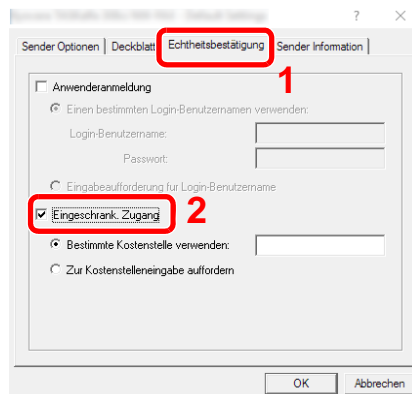 ? ×
Sender Optionen Deckblatt Echtheitsbestätigung Sender Information
1
Anwenderanmeldung
Einen bestimmten Login-Benutzernamen verwenden:
Login-Benutzername:
Passwort:
Eingabeaufforderung für Login-Benutzername
Eingeschränk. Zugang 2
Bestimmte Kostenstelle verwenden:
Zur Kostenstelleneingabe auffordern
OK Abbrechen